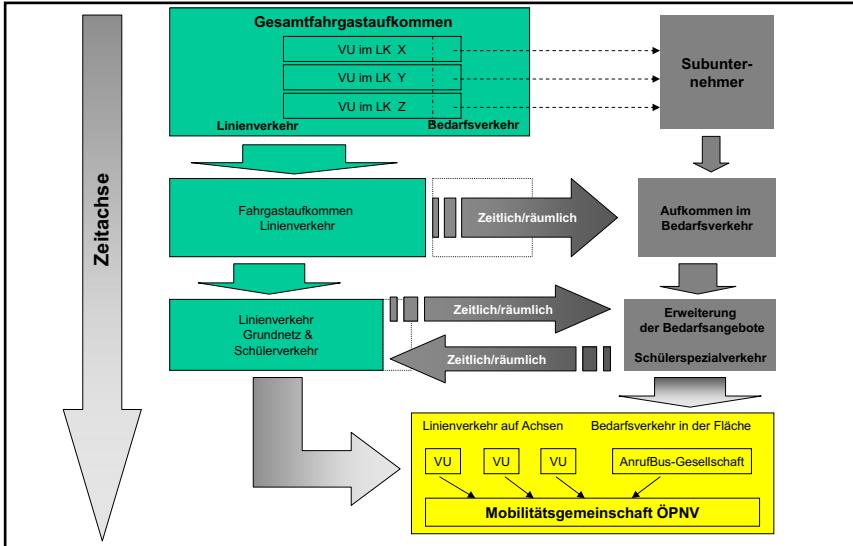 Zeitachse
Gesamtfahrgastaufkommen
VU im LK X
VU im LK Y
VU im LK Z
Linienverkehr
Bedarfsverkehr
Subunter-
nehmer
Fahrgastaufkommen
Linienverkehr
Zeitlich/räumlich
Aufkommen im
Bedarfsverkehr
Linienverkehr
Grundnetz &
Schülerverkehr
Zeitlich/räumlich
Zeitlich/räumlich
Erweiterung
der Bedarfsangebote
Schülerspezialverkehr
Linienverkehr auf Achsen
Bedarfsverkehr in der Fläche
VU
VU
VU
AnrufBus-Gesellschaft
Mobilitätsgemeinschaft ÖPNV